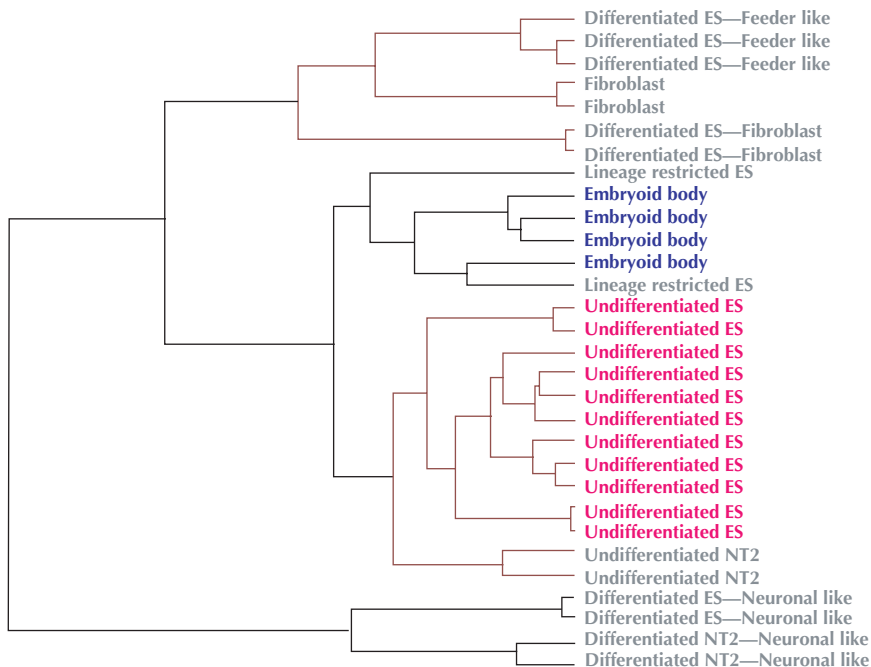 Differentiated ES—Feeder like
Differentiated ES—Feeder like
Differentiated ES—Feeder like
Fibroblast
Fibroblast
Differentiated ES—Fibroblast
Differentiated ES—Fibroblast
Lineage restricted ES
Embryoid body
Embryoid body
Embryoid body
Embryoid body
Lineage restricted ES
Undifferentiated ES
Undifferentiated ES
Undifferentiated ES
Undifferentiated ES
Undifferentiated ES
Undifferentiated ES
Undifferentiated ES
Undifferentiated ES
Undifferentiated ES
Undifferentiated ES
Undifferentiated ES
Undifferentiated NT2
Undifferentiated NT2
Differentiated ES—Neuronal like
Differentiated ES—Neuronal like
Differentiated NT2—Neuronal like
Differentiated NT2—Neuronal like